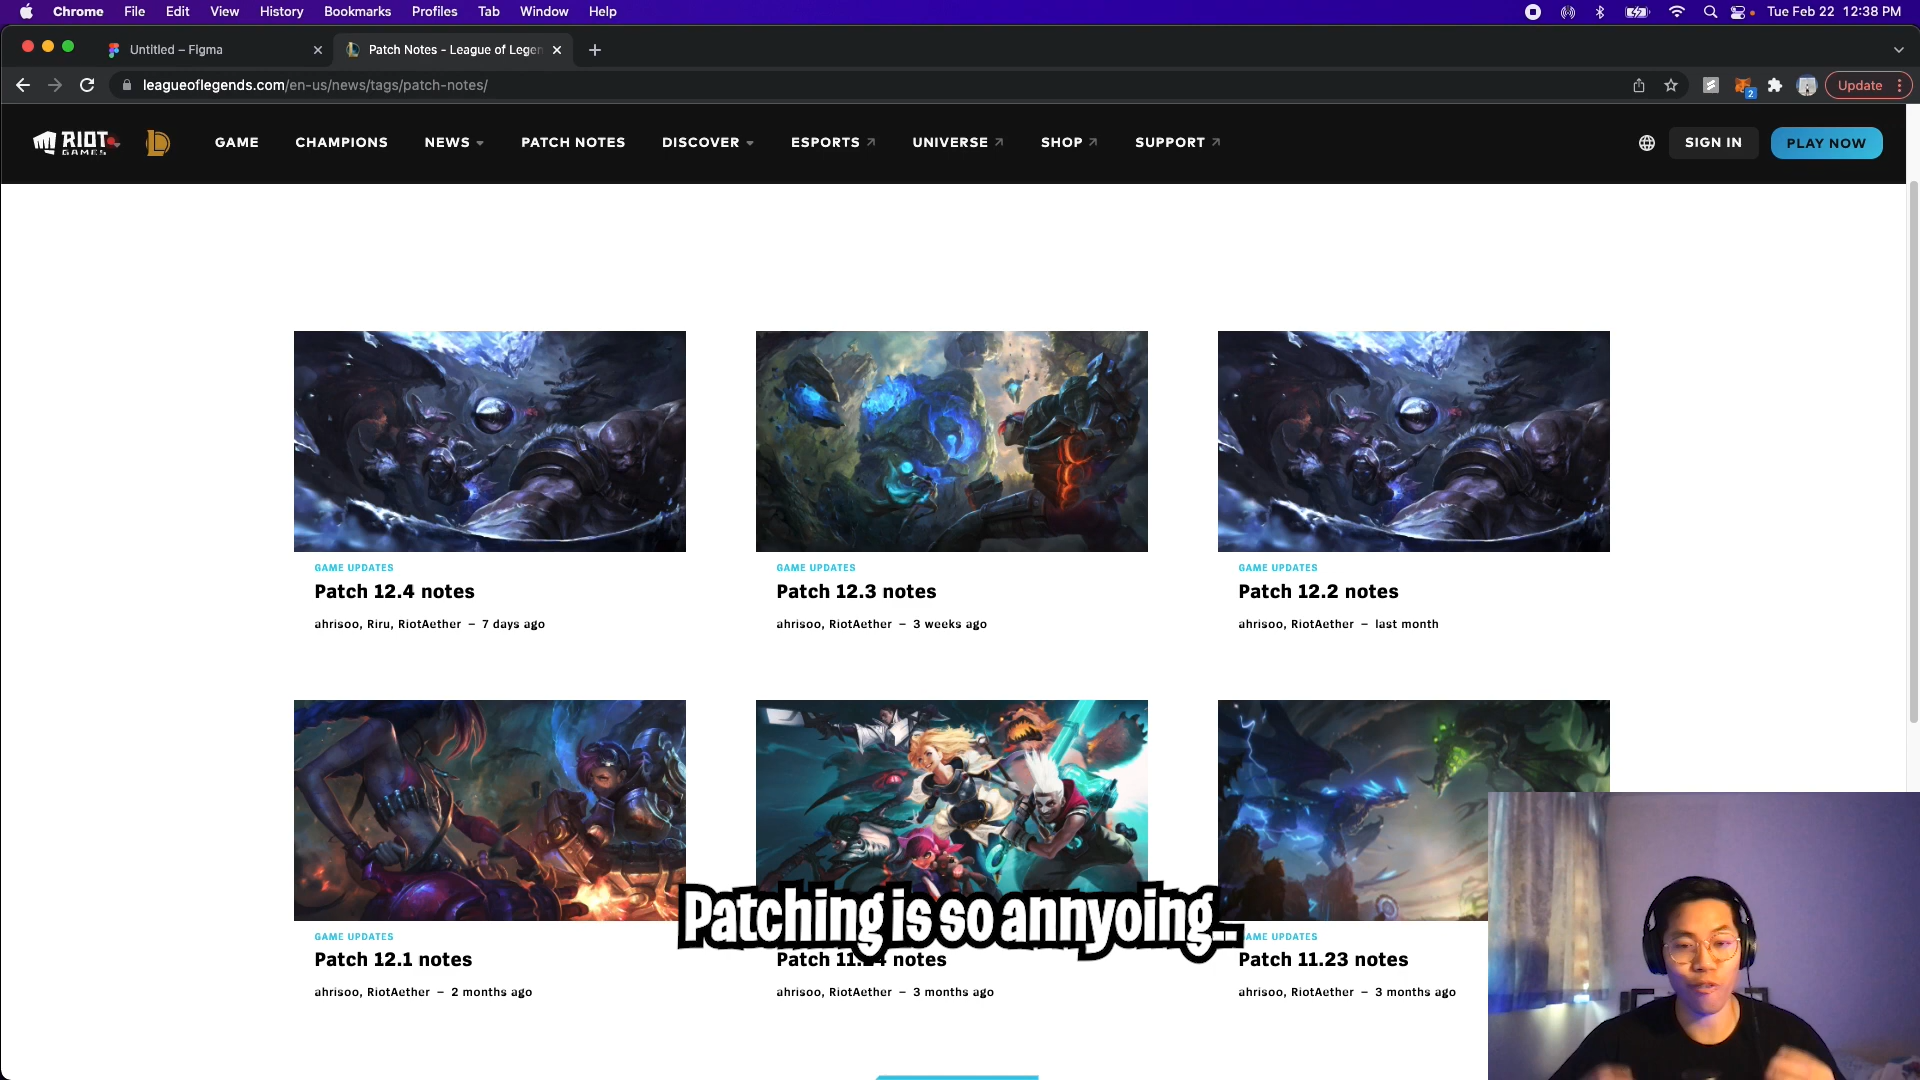 Chrome File Edit View History Bookmarks Profiles Tab Window Help Tue Feb 22 12:38 PM
Untitled – Figma Patch Notes - League of Legen
leagueoflegends.com/en-us/news/tags/patch-notes/ 2 Update
RIOT GAMES GAME CHAMPIONS NEWS PATCH NOTES DISCOVER ESPORTS UNIVERSE SHOP SUPPORT SIGN IN PLAY NOW
GAME UPDATES
Patch 12.4 notes
ahrisoo, Riru, RiotAether – 7 days ago
GAME UPDATES
Patch 12.3 notes
ahrisoo, RiotAether – 3 weeks ago
GAME UPDATES
Patch 12.2 notes
ahrisoo, RiotAether – last month
GAME UPDATES
Patch 12.1 notes
ahrisoo, RiotAether – 2 months ago
Patching is so annyoing..
Patch 11.24 notes
ahrisoo, RiotAether – 3 months ago
AME UPDATES
Patch 11.23 notes
ahrisoo, RiotAether – 3 months ago